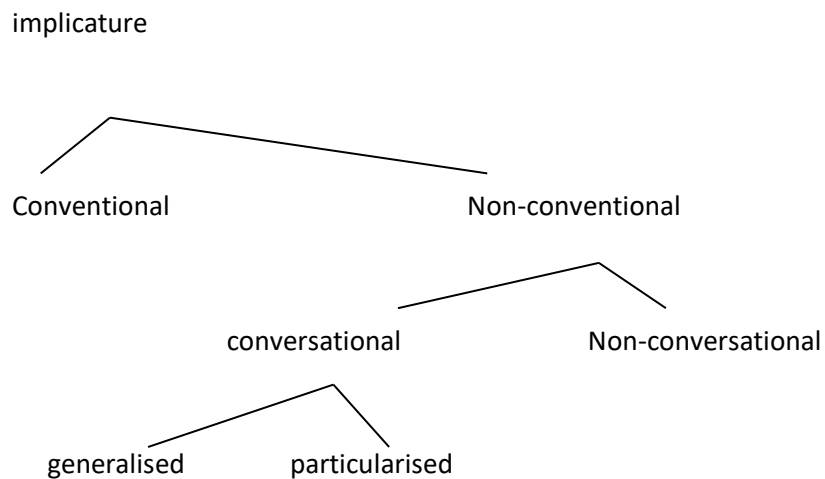 implicature
Conventional Non-conventional
conversational Non-conversational
generalised particularised